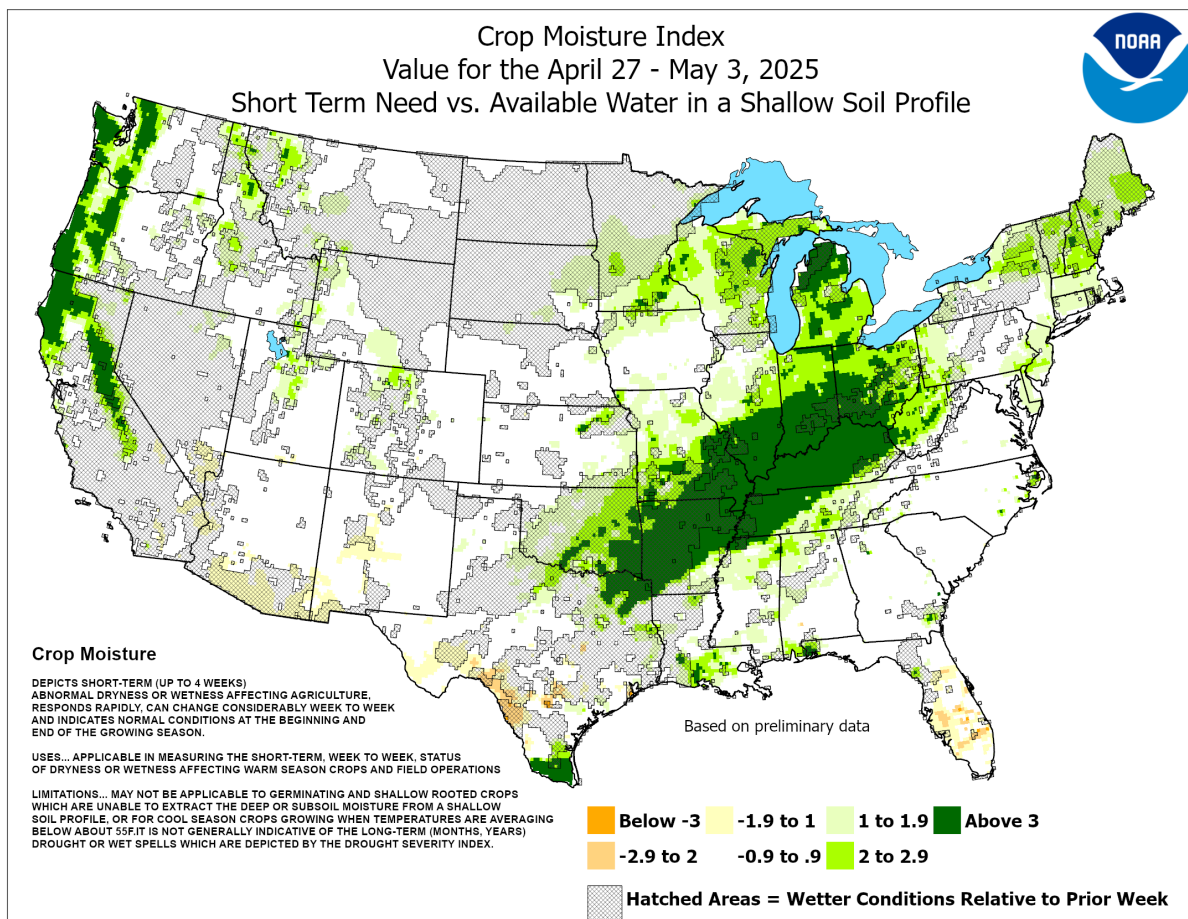 Crop Moisture Index
Value for the April 27 - May 3, 2025
Short Term Need vs. Available Water in a Shallow Soil Profile
NOAA
Crop Moisture
DEPICTS SHORT-TERM (UP TO 4 WEEKS)
ABNORMAL DRYNESS OR WETNESS AFFECTING AGRICULTURE,
RESPONDS RAPIDLY, CAN CHANGE CONSIDERABLY WEEK TO WEEK
AND INDICATES NORMAL CONDITIONS AT THE BEGINNING AND
END OF THE GROWING SEASON.
USES... APPLICABLE IN MEASURING THE SHORT-TERM, WEEK TO WEEK, STATUS
OF DRYNESS OR WETNESS AFFECTING WARM SEASON CROPS AND FIELD OPERATIONS
LIMITATIONS... MAY NOT BE APPLICABLE TO GERMINATING AND SHALLOW ROOTED CROPS
WHICH ARE UNABLE TO EXTRACT THE DEEP OR SUBSOIL MOISTURE FROM A SHALLOW
SOIL PROFILE, OR FOR COOL SEASON CROPS GROWING WHEN TEMPERATURES ARE AVERAGING
BELOW ABOUT 55F.IT IS NOT GENERALLY INDICATIVE OF THE LONG-TERM (MONTHS, YEARS)
DROUGHT OR WET SPELLS WHICH ARE DEPICTED BY THE DROUGHT SEVERITY INDEX.
Based on preliminary data
Below -3 -1.9 to 1 1 to 1.9 Above 3
-2.9 to 2 -0.9 to .9 2 to 2.9
Hatched Areas = Wetter Conditions Relative to Prior Week